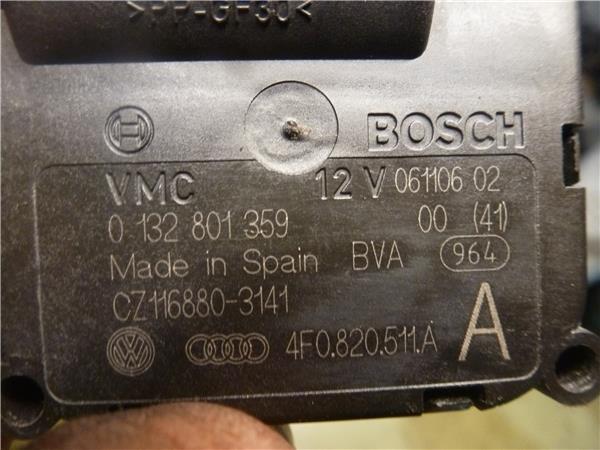 >PP-GF30<
BOSCH
VMC 12 V 061106 02
0 132 801 359 00 (41)
Made in Spain BVA 964
CZ116880-3141
4F0.820.511.A A